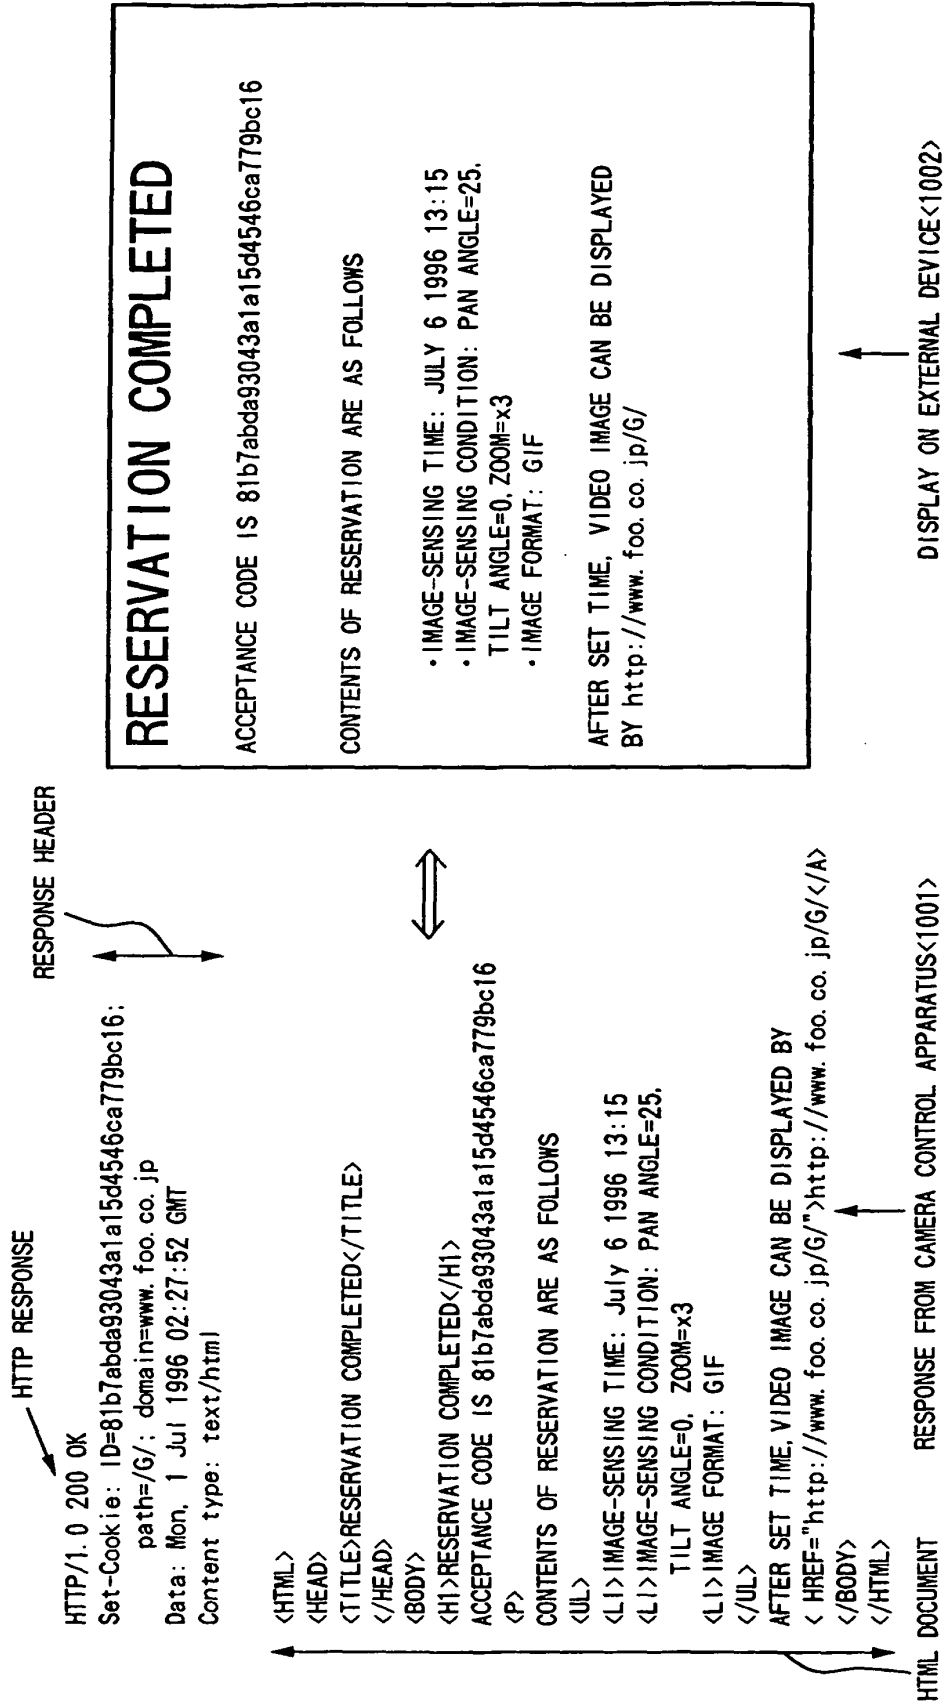 HTTP RESPONSE
HTTP/1.0 200 OK
Set-Cookie: ID=81b7abda93043a1a15d4546ca779bc16:
path=/G/; domain=www.foo.co.jp
Data: Mon, 1 Jul 1996 02:27:52 GMT
Content type: text/html
RESPONSE HEADER
<HTML>
<HEAD>
<TITLE>RESERVATION COMPLETED</TITLE>
</HEAD>
<BODY>
<H1>RESERVATION COMPLETED</H1>
ACCEPTANCE CODE IS 81b7abda93043a1a15d4546ca779bc16
<P>
CONTENTS OF RESERVATION ARE AS FOLLOWS
<UL>
<LI>IMAGE-SENSING TIME: July 6 1996 13:15
<LI>IMAGE-SENSING CONDITION: PAN ANGLE=25,
TILT ANGLE=0, ZOOM=x3
<LI>IMAGE FORMAT: GIF
</UL>
AFTER SET TIME, VIDEO IMAGE CAN BE DISPLAYED BY
< HREF="http://www.foo.co.jp/G/">http://www.foo.co.jp/G/</A>
</BODY>
</HTML>
HTML DOCUMENT
RESPONSE FROM CAMERA CONTROL APPARATUS<1001>
RESERVATION COMPLETED
ACCEPTANCE CODE IS 81b7abda93043a1a15d4546ca779bc16
CONTENTS OF RESERVATION ARE AS FOLLOWS
・IMAGE-SENSING TIME: JULY 6 1996 13:15
・IMAGE-SENSING CONDITION: PAN ANGLE=25,
TILT ANGLE=0, ZOOM=x3
・IMAGE FORMAT: GIF
AFTER SET TIME, VIDEO IMAGE CAN BE DISPLAYED
BY http://www.foo.co.jp/G/
DISPLAY ON EXTERNAL DEVICE<1002>